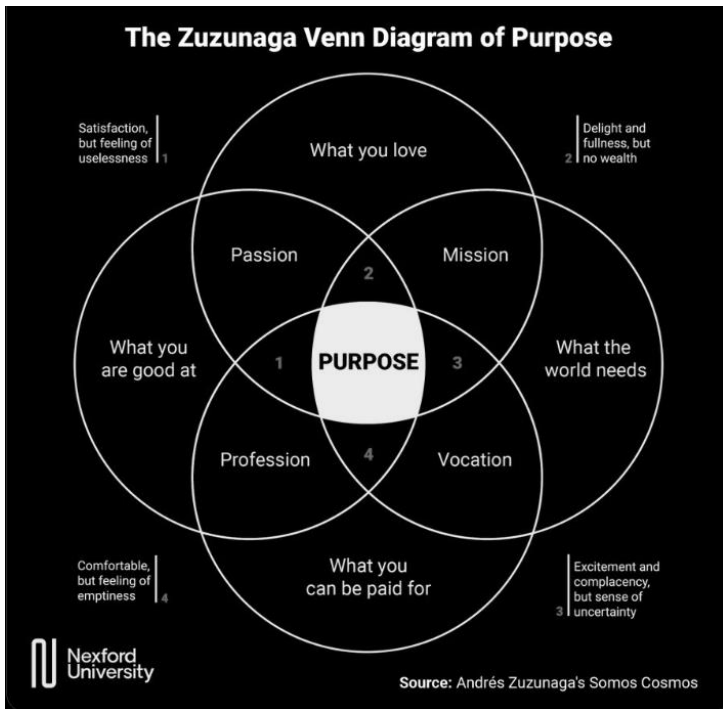 The Zuzunaga Venn Diagram of Purpose
Satisfaction,
but feeling of
uselessness
1
Delight and
fullness, but
no wealth
2
What you love
Passion
2
Mission
What you
are good at
1
PURPOSE
3
What the
world needs
Profession
4
Vocation
What you
can be paid for
Comfortable,
but feeling of
emptiness
4
Excitement and
complacency,
but sense of
uncertainty
3
Nexford
University
Source: Andrés Zuzunaga's Somos Cosmos